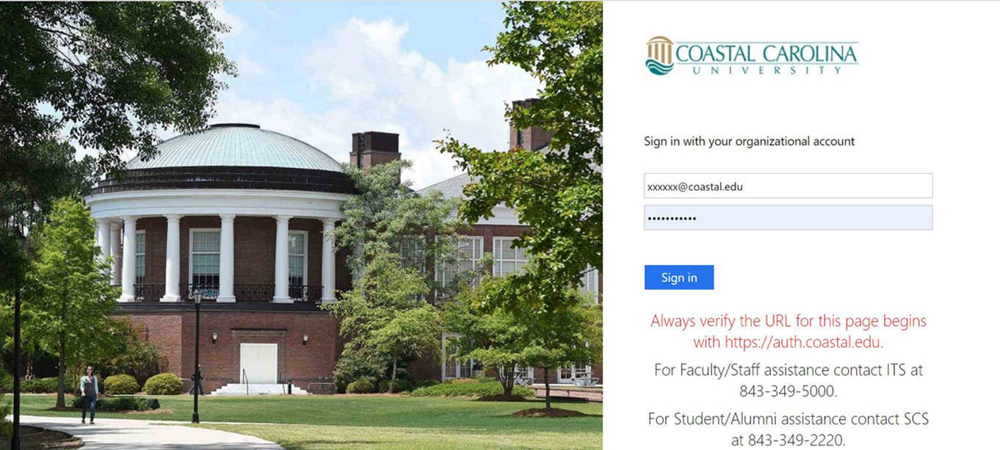 COASTAL CAROLINA
UNIVERSITY
Sign in with your organizational account
xxxxxx@coastal.edu
•••••••••••
Sign in
Always verify the URL for this page begins
with https://auth.coastal.edu.
For Faculty/Staff assistance contact ITS at
843-349-5000.
For Student/Alumni assistance contact SCS
at 843-349-2220.